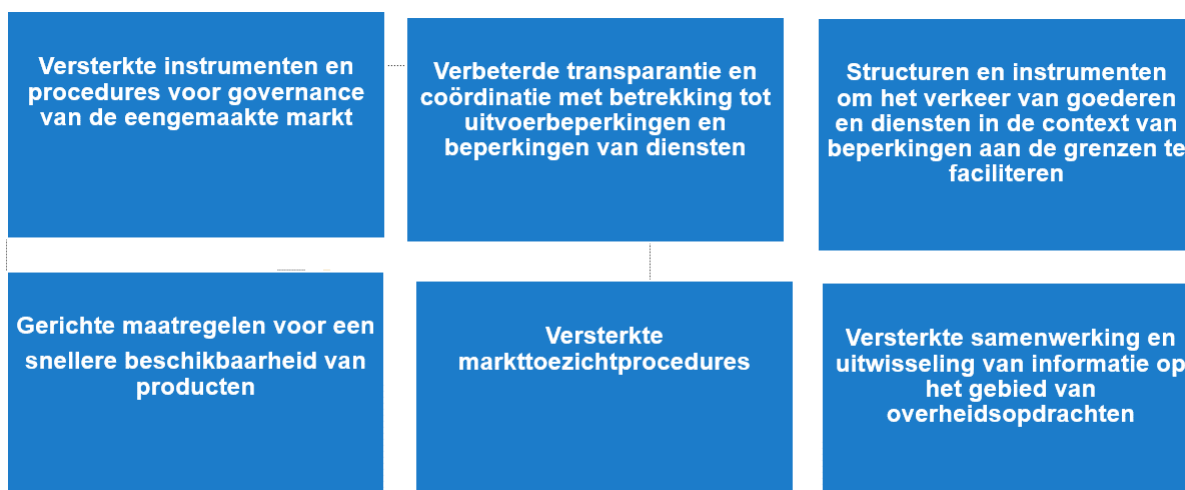 Versterkte instrumenten en
procedures voor governance
van de eengemaakte markt
Verbeterde transparantie en
coördinatie met betrekking tot
uitvoerbeperkingen en
beperkingen van diensten
Structuren en instrumenten
om het verkeer van goederen
en diensten in de context van
beperkingen aan de grenzen te
faciliteren
Gerichte maatregelen voor een
snellere beschikbaarheid van
producten
Versterkte
markttoezichtprocedures
Versterkte samenwerking en
uitwisseling van informatie op
het gebied van
overheidsopdrachten